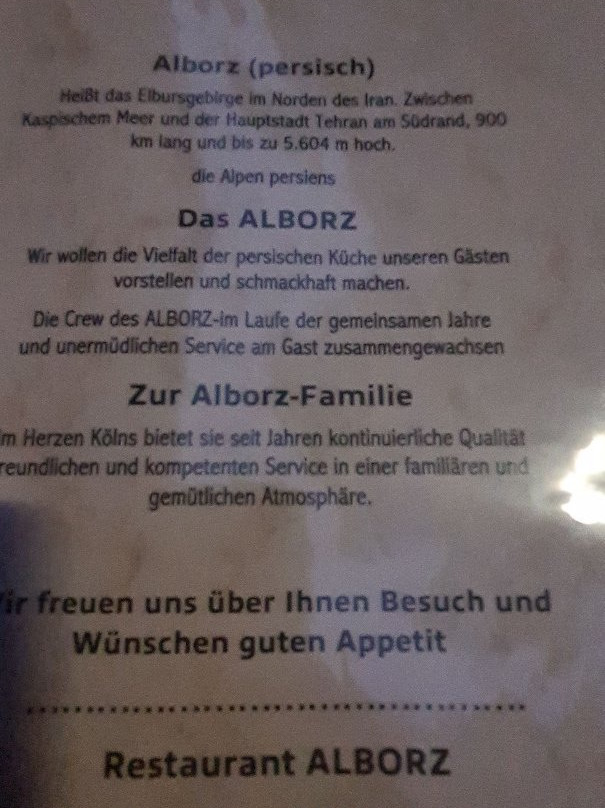 Alborz (persisch)
Heißt das Elbursgebirge im Norden des Iran. Zwischen
Kaspischem Meer und der Hauptstadt Tehran am Südrand, 900
km lang und bis zu 5.604 m hoch.
die Alpen persiens
Das ALBORZ
Wir wollen die Vielfalt der persischen Küche unseren Gästen
vorstellen und schmackhaft machen.
Die Crew des ALBORZ-im Laufe der gemeinsamen Jahre
und unermüdlichen Service am Gast zusammengewachsen
Zur Alborz-Familie
m Herzen Kölns bietet sie seit Jahren kontinuierliche Qualität
reundlichen und kompetenten Service in einer familiären und
gemütlichen Atmosphäre.
ir freuen uns über Ihnen Besuch und
Wünschen guten Appetit
Restaurant ALBORZ